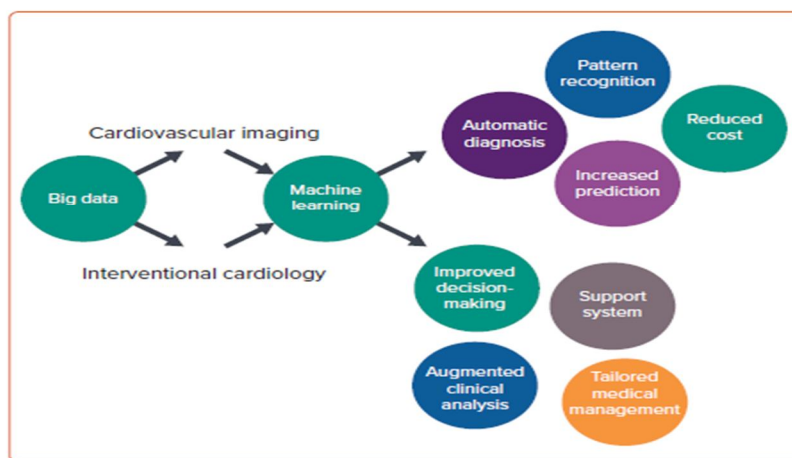 Pattern
recognition
Cardiovascular imaging
Automatic
diagnosis
Reduced
cost
Big data
Machine
learning
Increased
prediction
Interventional cardiology
Improved
decision-
making
Support
system
Augmented
clinical
analysis
Tailored
medical
management